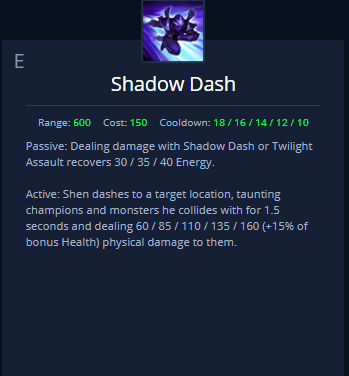 E
Shadow Dash
Range: 600 Cost: 150 Cooldown: 18 / 16 / 14 / 12 / 10
Passive: Dealing damage with Shadow Dash or Twilight
Assault recovers 30 / 35 / 40 Energy.
Active: Shen dashes to a target location, taunting
champions and monsters he collides with for 1.5
seconds and dealing 60 / 85 / 110 / 135 / 160 (+15% of
bonus Health) physical damage to them.